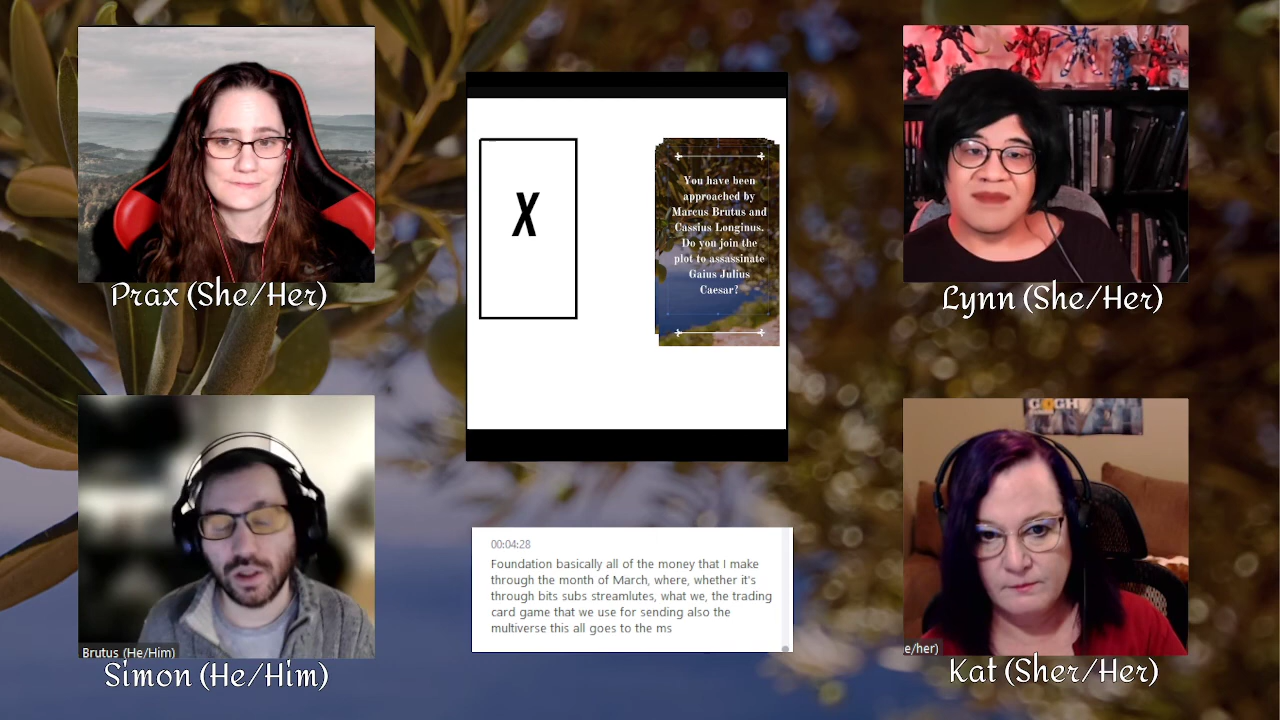 GOGH
X
You have been
approached by
Marcus Brutus and
Cassius Longinus.
Do you join the
plot to assassinate
Gaius Julius
Caesar?
Prax (She/Her)
Lynn (She/Her)
00:04:28
Foundation basically all of the money that I make
through the month of March, where, whether it's
through bits subs streamlutes, what we, the trading
card game that we use for sending also the
multiverse this all goes to the ms
Brutus (He/Him)
Simon (He/Him)
e/her)
Kat (Sher/Her)